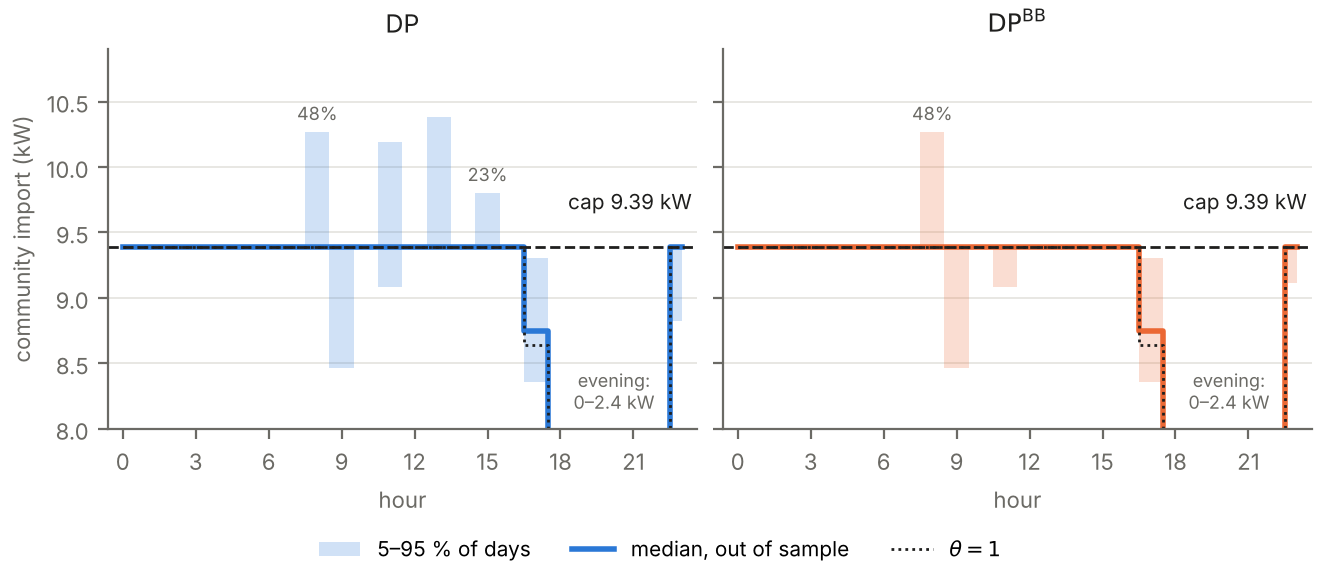 DP
DP^BB
community import (kW)
10.5
10.0
9.5
9.0
8.5
8.0
48%
23%
cap 9.39 kW
evening:
0–2.4 kW
0 3 6 9 12 15 18 21
hour
48%
cap 9.39 kW
evening:
0–2.4 kW
0 3 6 9 12 15 18 21
hour
5–95 % of days
median, out of sample
θ = 1